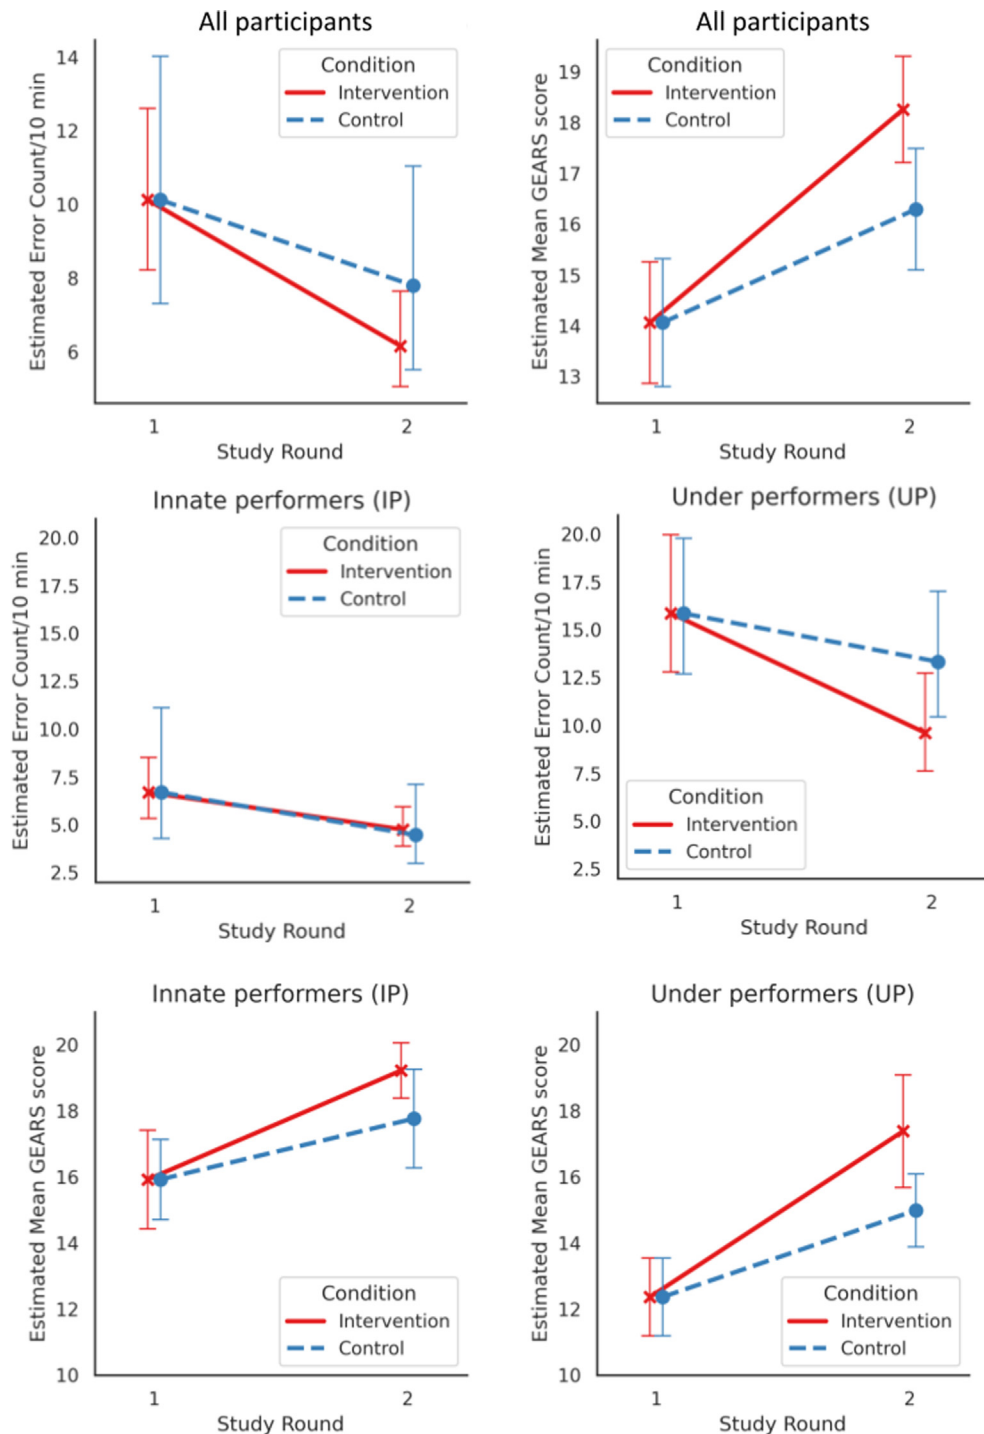 All participants
Estimated Error Count/10 min
14
12
10
8
6
Condition
Intervention
Control
1
2
Study Round
All participants
Estimated Mean GEARS score
19
18
17
16
15
14
13
Condition
Intervention
Control
1
2
Study Round
Innate performers (IP)
Estimated Error Count/10 min
20.0
17.5
15.0
12.5
10.0
7.5
5.0
2.5
Condition
Intervention
Control
1
2
Study Round
Under performers (UP)
Estimated Error Count/10 min
20.0
17.5
15.0
12.5
10.0
7.5
5.0
2.5
Condition
Intervention
Control
1
2
Study Round
Innate performers (IP)
Estimated Mean GEARS score
20
18
16
14
12
10
Condition
Intervention
Control
1
2
Study Round
Under performers (UP)
Estimated Mean GEARS score
20
18
16
14
12
10
Condition
Intervention
Control
1
2
Study Round